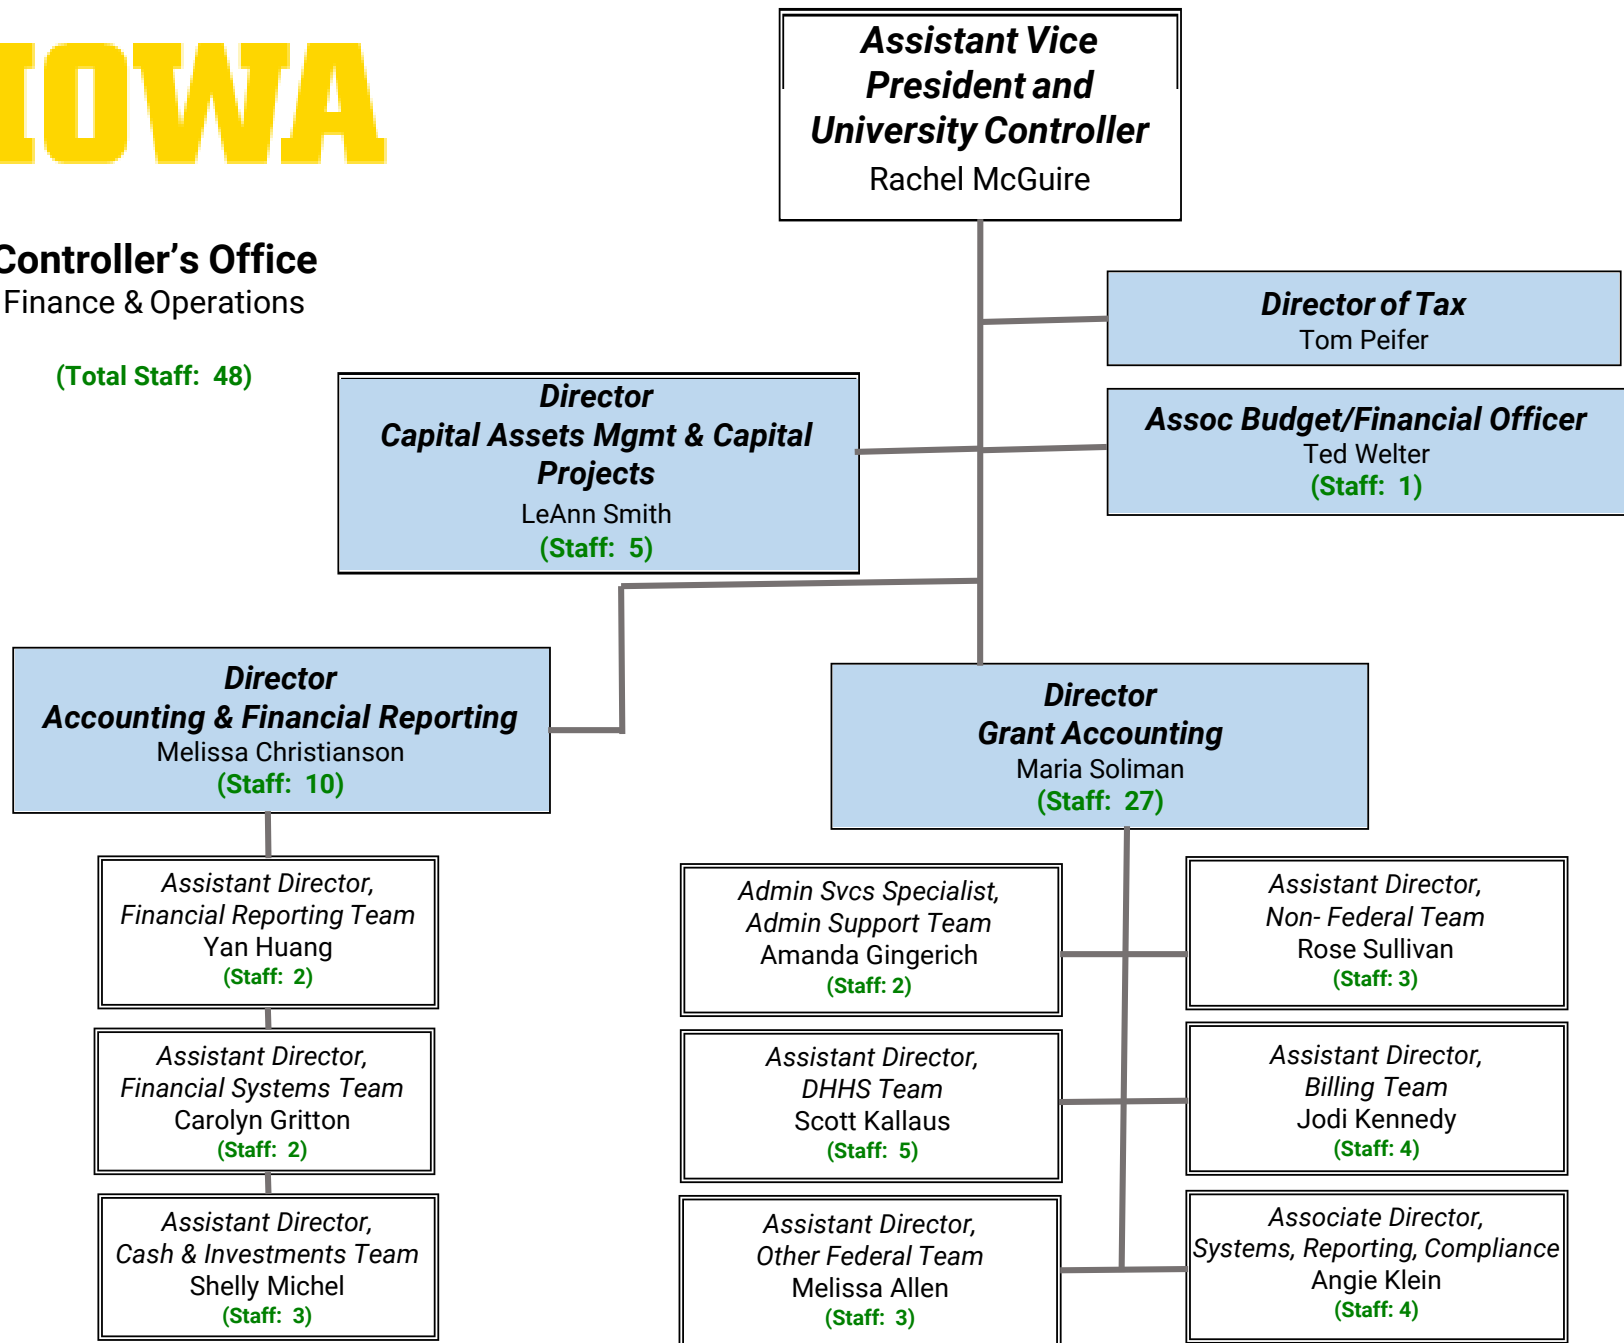 IOWA
Controller's Office
Finance & Operations
(Total Staff: 48)
Assistant Vice
President and
University Controller
Rachel McGuire
Director of Tax
Tom Peifer
Assoc Budget/Financial Officer
Ted Welter
(Staff: 1)
Director
Capital Assets Mgmt & Capital
Projects
LeAnn Smith
(Staff: 5)
Director
Accounting & Financial Reporting
Melissa Christianson
(Staff: 10)
Director
Grant Accounting
Maria Soliman
(Staff: 27)
Assistant Director,
Financial Reporting Team
Yan Huang
(Staff: 2)
Assistant Director,
Financial Systems Team
Carolyn Gritton
(Staff: 2)
Assistant Director,
Cash & Investments Team
Shelly Michel
(Staff: 3)
Admin Svcs Specialist,
Admin Support Team
Amanda Gingerich
(Staff: 2)
Assistant Director,
DHHS Team
Scott Kallaus
(Staff: 5)
Assistant Director,
Other Federal Team
Melissa Allen
(Staff: 3)
Assistant Director,
Non- Federal Team
Rose Sullivan
(Staff: 3)
Assistant Director,
Billing Team
Jodi Kennedy
(Staff: 4)
Associate Director,
Systems, Reporting, Compliance
Angie Klein
(Staff: 4)